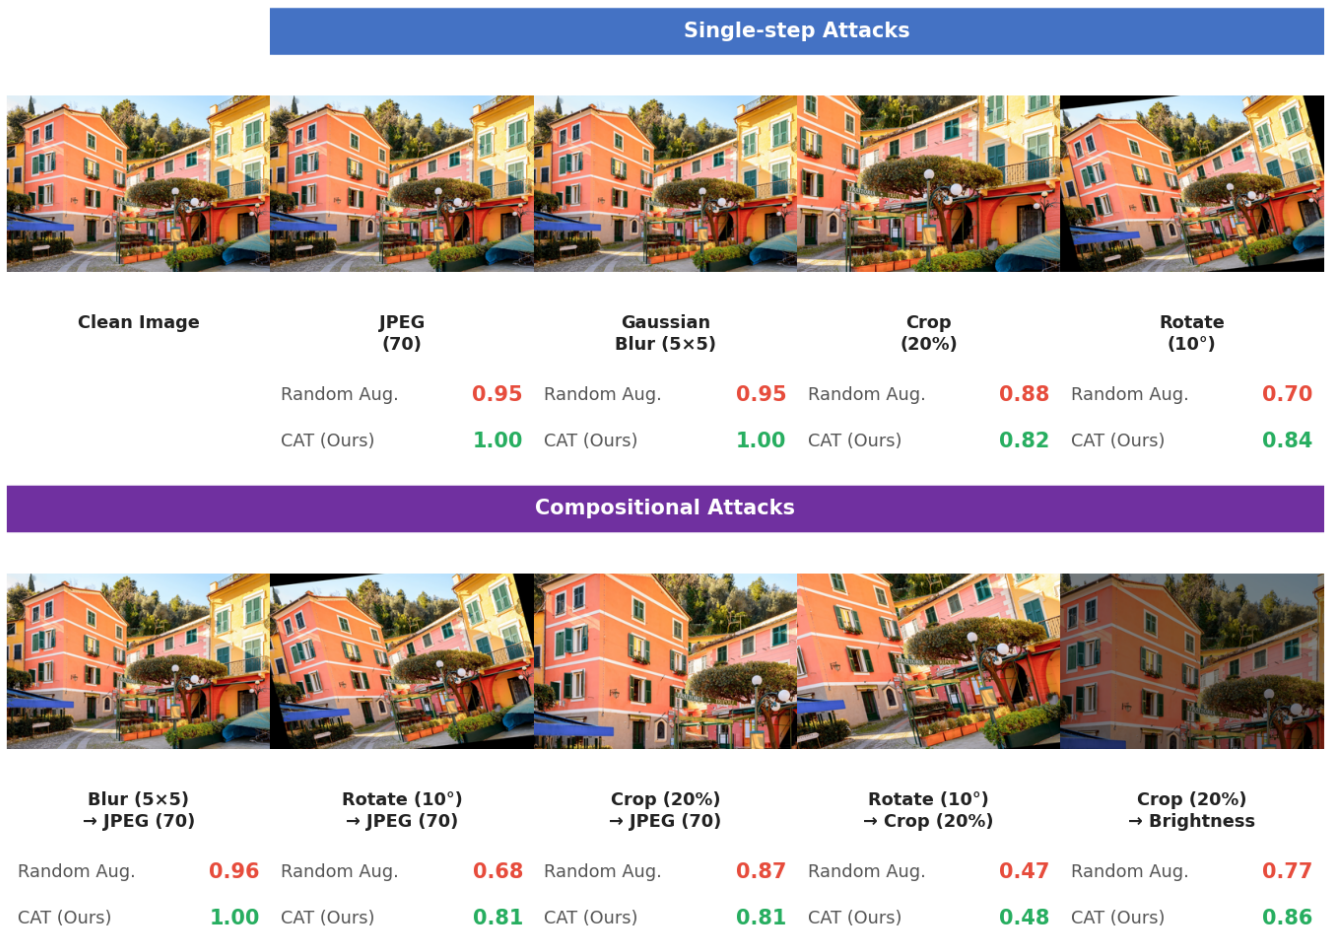 Single-step Attacks
Clean Image
JPEG
(70)
Gaussian
Blur (5×5)
Crop
(20%)
Rotate
(10°)
Random Aug. 0.95 Random Aug. 0.95 Random Aug. 0.88 Random Aug. 0.70
CAT (Ours) 1.00 CAT (Ours) 1.00 CAT (Ours) 0.82 CAT (Ours) 0.84
Compositional Attacks
Blur (5×5)
→ JPEG (70)
Rotate (10°)
→ JPEG (70)
Crop (20%)
→ JPEG (70)
Rotate (10°)
→ Crop (20%)
Crop (20%)
→ Brightness
Random Aug. 0.96 Random Aug. 0.68 Random Aug. 0.87 Random Aug. 0.47 Random Aug. 0.77
CAT (Ours) 1.00 CAT (Ours) 0.81 CAT (Ours) 0.81 CAT (Ours) 0.48 CAT (Ours) 0.86